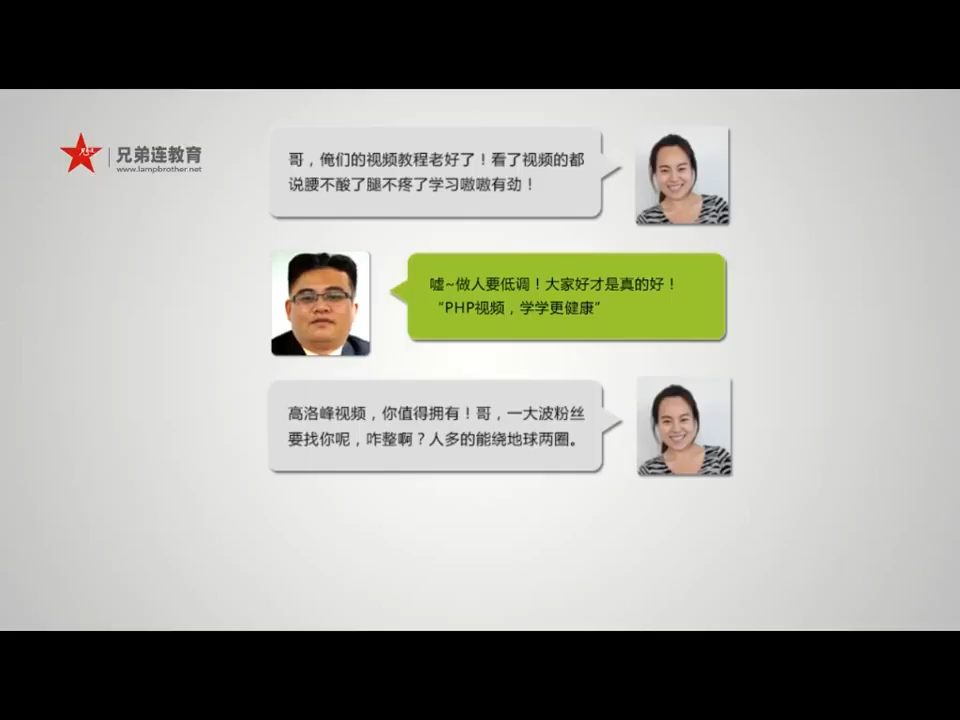 兄弟连教育
www.lampbrother.net
哥，俺们的视频教程老好了！看了视频的都
说腰不酸了腿不疼了学习嗷嗷有劲！
嘘~做人要低调！大家好才是真的好！
“PHP视频，学学更健康”
高洛峰视频，你值得拥有！哥，一大波粉丝
要找你呢，咋整啊？人多的能绕地球两圈。